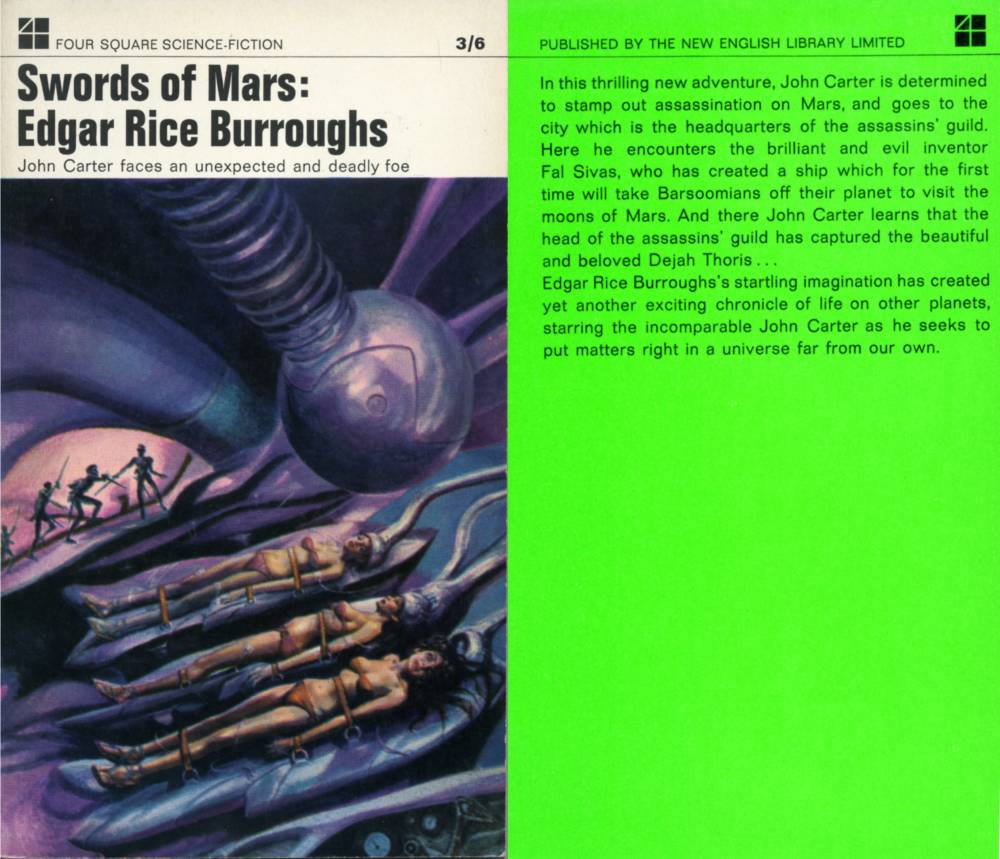 FOUR SQUARE SCIENCE-FICTION 3/6
Swords of Mars:
Edgar Rice Burroughs
John Carter faces an unexpected and deadly foe
PUBLISHED BY THE NEW ENGLISH LIBRARY LIMITED
In this thrilling new adventure, John Carter is determined
to stamp out assassination on Mars, and goes to the
city which is the headquarters of the assassins' guild.
Here he encounters the brilliant and evil inventor
Fal Sivas, who has created a ship which for the first
time will take Barsoomians off their planet to visit the
moons of Mars. And there John Carter learns that the
head of the assassins' guild has captured the beautiful
and beloved Dejah Thoris...
Edgar Rice Burroughs's startling imagination has created
yet another exciting chronicle of life on other planets,
starring the incomparable John Carter as he seeks to
put matters right in a universe far from our own.